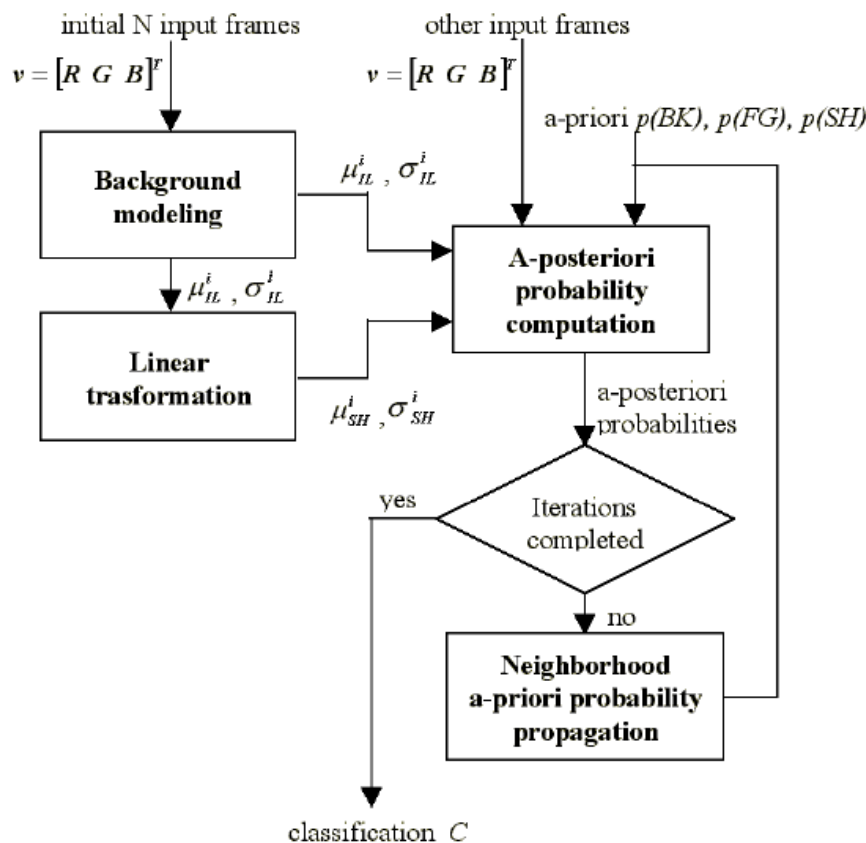 initial N input frames
other input frames
v = [R G B]^T
v = [R G B]^T
a-priori p(BK), p(FG), p(SH)
Background
modeling
μ^i_IL , σ^i_IL
A-posteriori
probability
computation
μ^i_IL , σ^i_IL
Linear
trasformation
μ^i_SH , σ^i_SH
a-posteriori
probabilities
yes
Iterations
completed
no
Neighborhood
a-priori probability
propagation
classification C